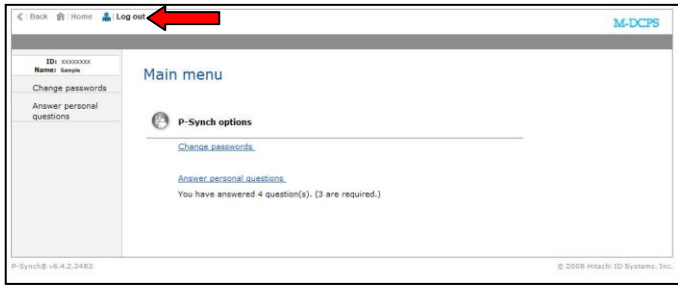 Back Home Log out
M-DCPS
ID: xxxxxxxx
Name: Sample
Change passwords
Answer personal
questions
Main menu
P-Synch options
Change passwords
Answer personal questions
You have answered 4 question(s). (3 are required.)
P-Synch® v6.4.2.3483
© 2008 Hitachi ID Systems, Inc.